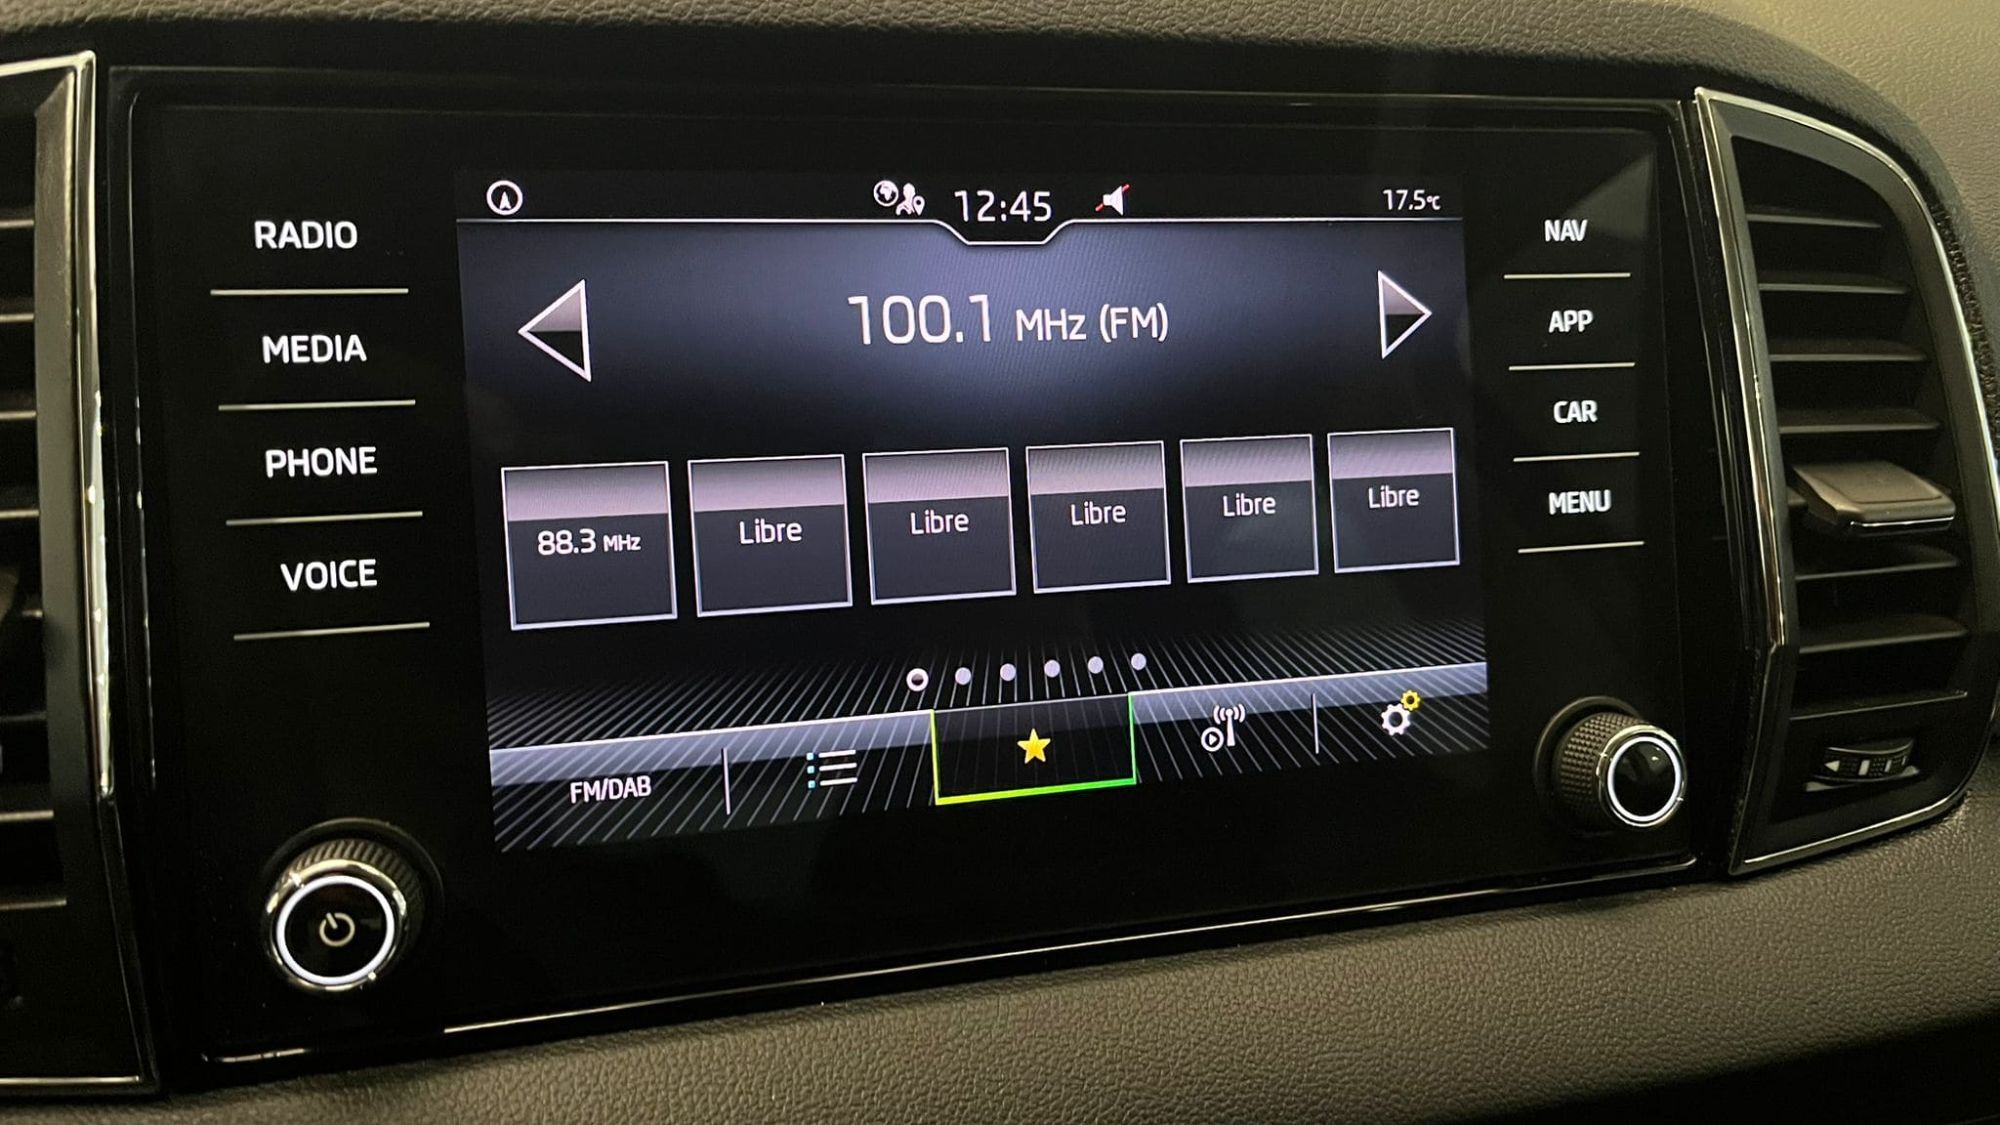 RADIO
MEDIA
PHONE
VOICE
12:45
17.5°C
100.1 MHz (FM)
88.3 MHz
Libre
Libre
Libre
Libre
Libre
FM/DAB
NAV
APP
CAR
MENU